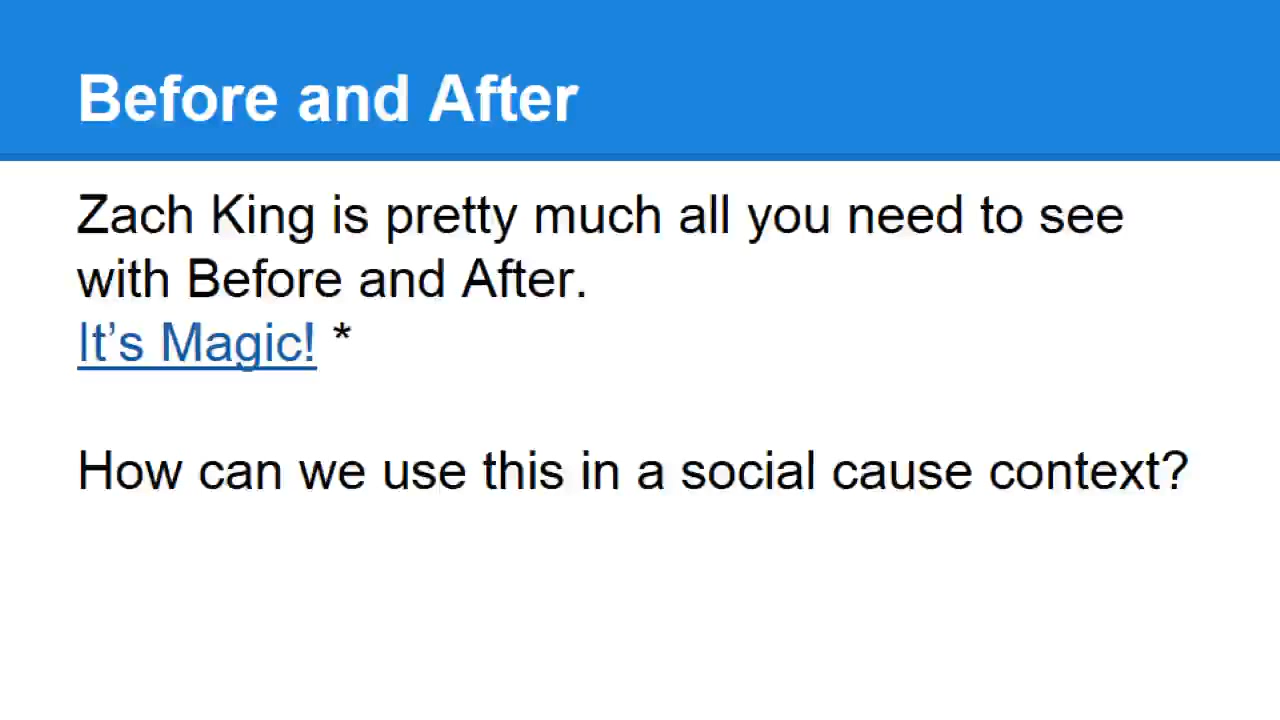 Before and After
Zach King is pretty much all you need to see
with Before and After.
It’s Magic! *
How can we use this in a social cause context?